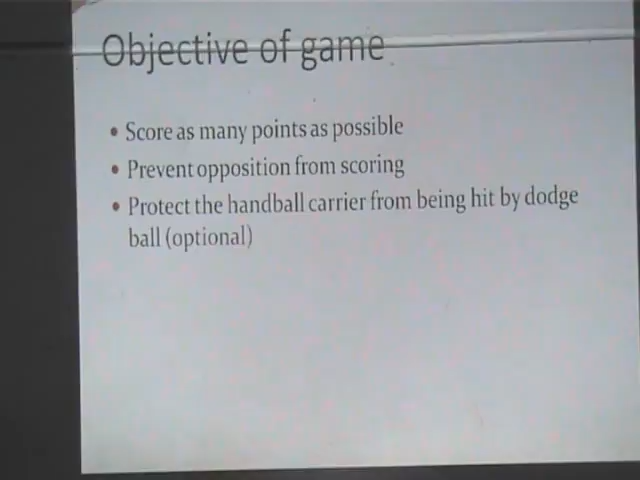 Objective of game
• Score as many points as possible
• Prevent opposition from scoring
• Protect the handball carrier from being hit by dodge
ball (optional)